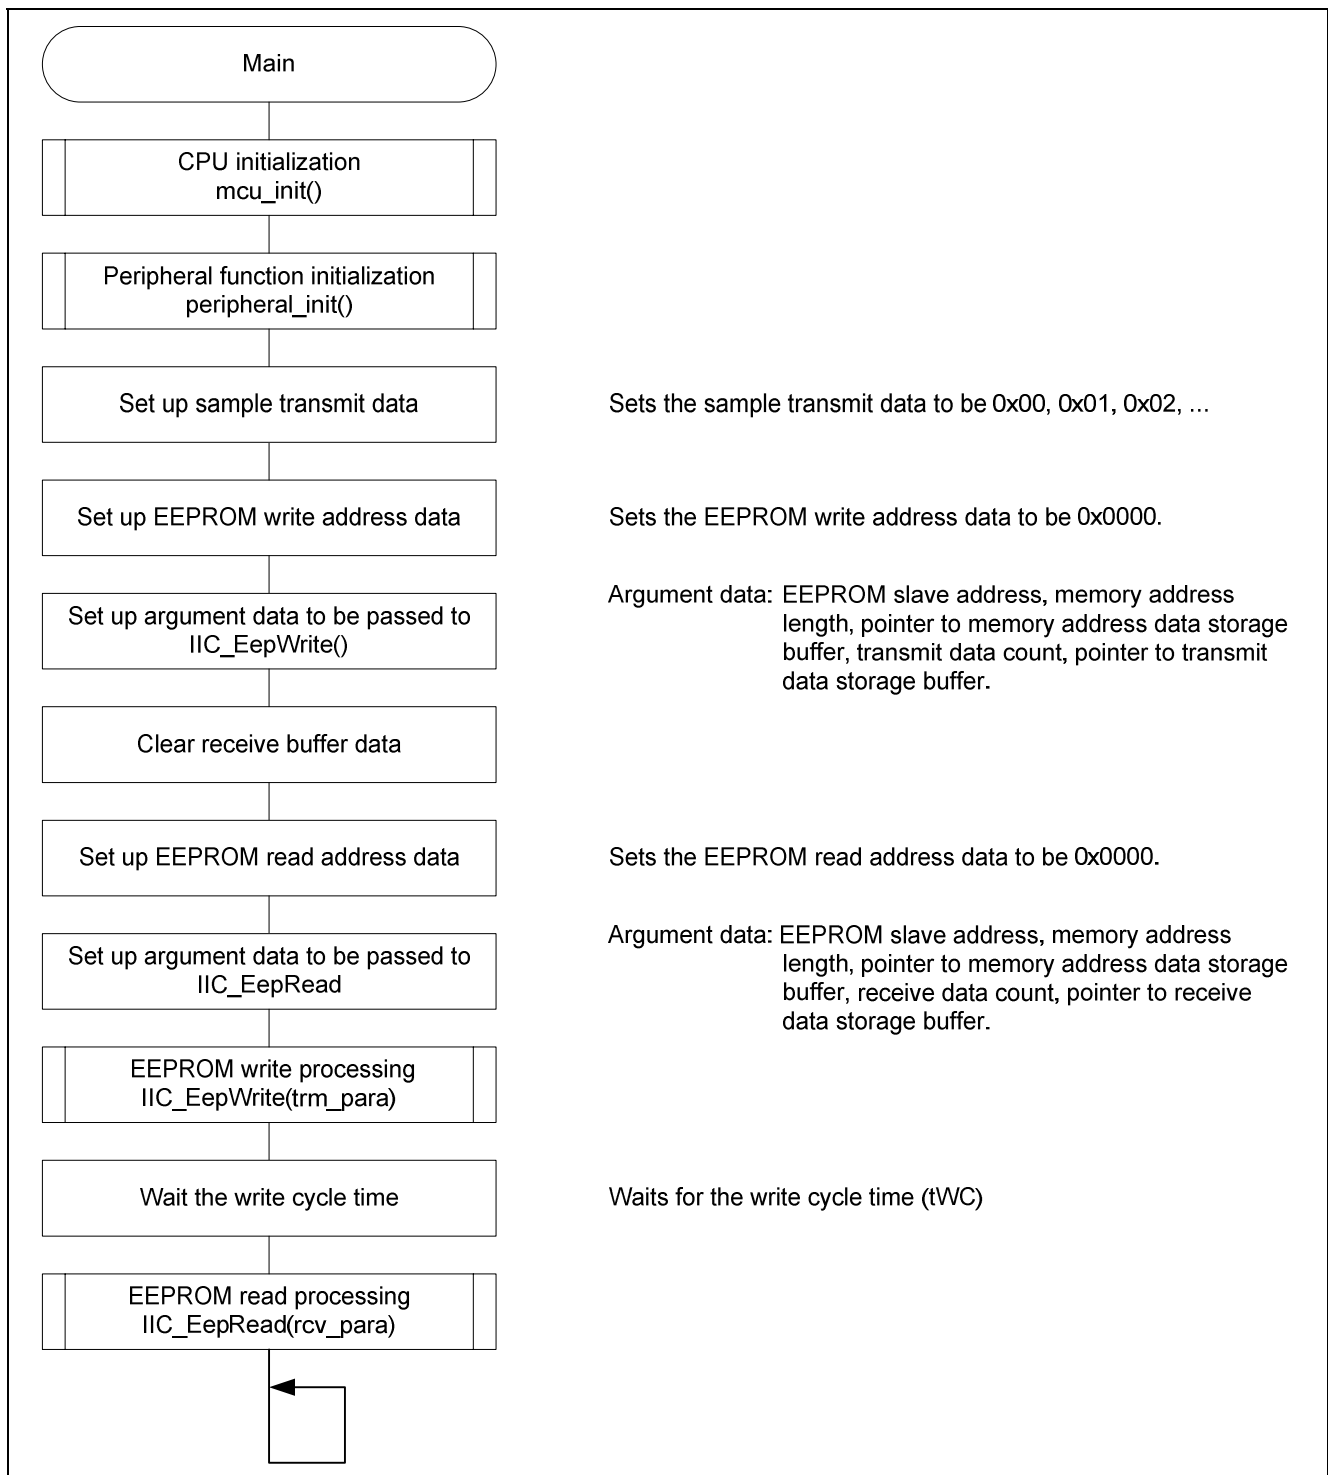 Main
CPU initialization
mcu_init()
Peripheral function initialization
peripheral_init()
Set up sample transmit data
Sets the sample transmit data to be 0x00, 0x01, 0x02, ...
Set up EEPROM write address data
Sets the EEPROM write address data to be 0x0000.
Set up argument data to be passed to
IIC_EepWrite()
Argument data: EEPROM slave address, memory address
length, pointer to memory address data storage
buffer, transmit data count, pointer to transmit
data storage buffer.
Clear receive buffer data
Set up EEPROM read address data
Sets the EEPROM read address data to be 0x0000.
Set up argument data to be passed to
IIC_EepRead
Argument data: EEPROM slave address, memory address
length, pointer to memory address data storage
buffer, receive data count, pointer to receive
data storage buffer.
EEPROM write processing
IIC_EepWrite(trm_para)
Wait the write cycle time
Waits for the write cycle time (tWC)
EEPROM read processing
IIC_EepRead(rcv_para)